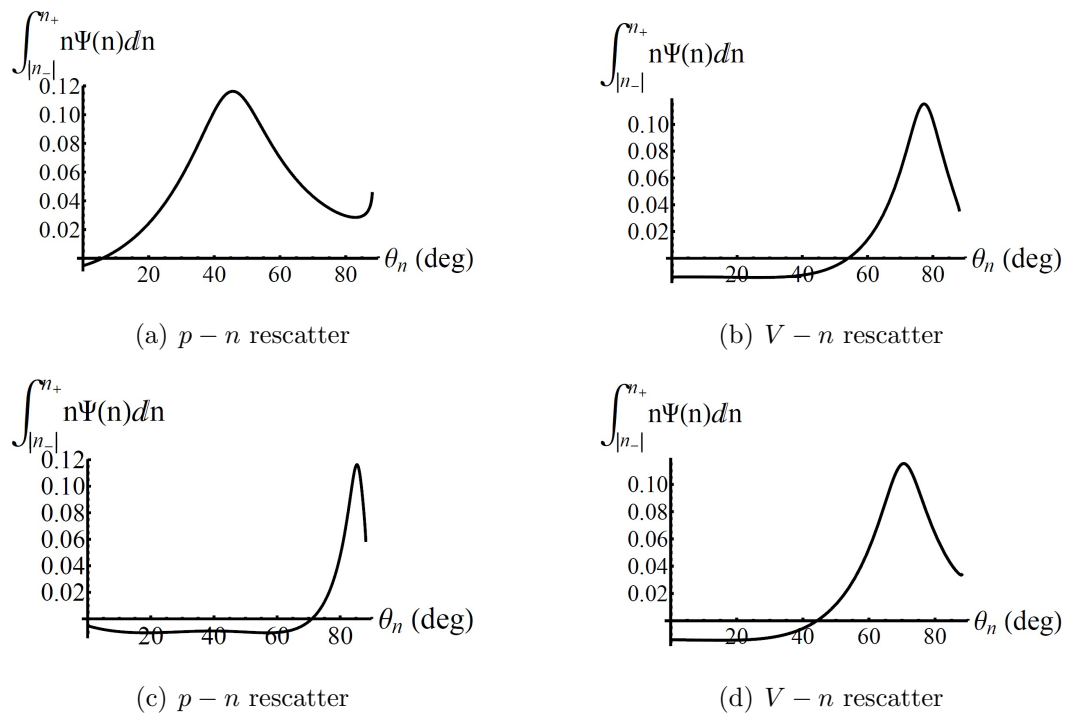 ∫_{|n₋|}^{n₊} nΨ(n)dn
0.12
0.10
0.08
0.06
0.04
0.02
20 40 60 80
θₙ (deg)
(a) p − n rescatter
∫_{|n₋|}^{n₊} nΨ(n)dn
0.10
0.08
0.06
0.04
0.02
20 40 60 80
θₙ (deg)
(b) V − n rescatter
∫_{|n₋|}^{n₊} nΨ(n)dn
0.12
0.10
0.08
0.06
0.04
0.02
20 40 60 80
θₙ (deg)
(c) p − n rescatter
∫_{|n₋|}^{n₊} nΨ(n)dn
0.10
0.08
0.06
0.04
0.02
20 40 60 80
θₙ (deg)
(d) V − n rescatter